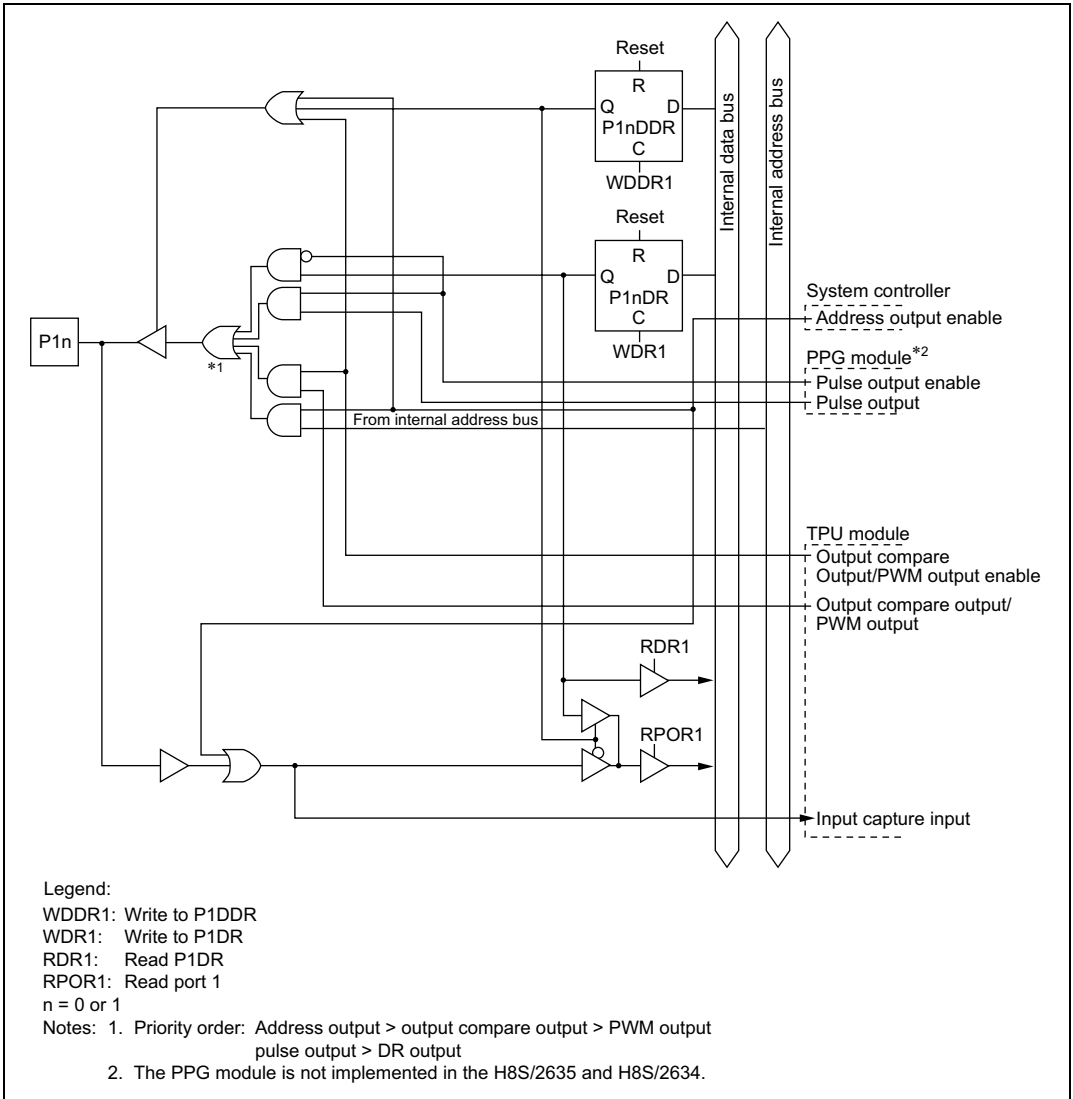 Reset
R
Q D
P1nDDR
C
WDDR1
Reset
R
Q D
P1nDR
C
WDR1
Internal data bus
Internal address bus
System controller
Address output enable
PPG module*2
Pulse output enable
Pulse output
P1n
*1
From internal address bus
TPU module
Output compare
Output/PWM output enable
Output compare output/
PWM output
RDR1
RPOR1
Input capture input
Legend:
WDDR1: Write to P1DDR
WDR1: Write to P1DR
RDR1: Read P1DR
RPOR1: Read port 1
n = 0 or 1
Notes: 1. Priority order: Address output > output compare output > PWM output
pulse output > DR output
2. The PPG module is not implemented in the H8S/2635 and H8S/2634.